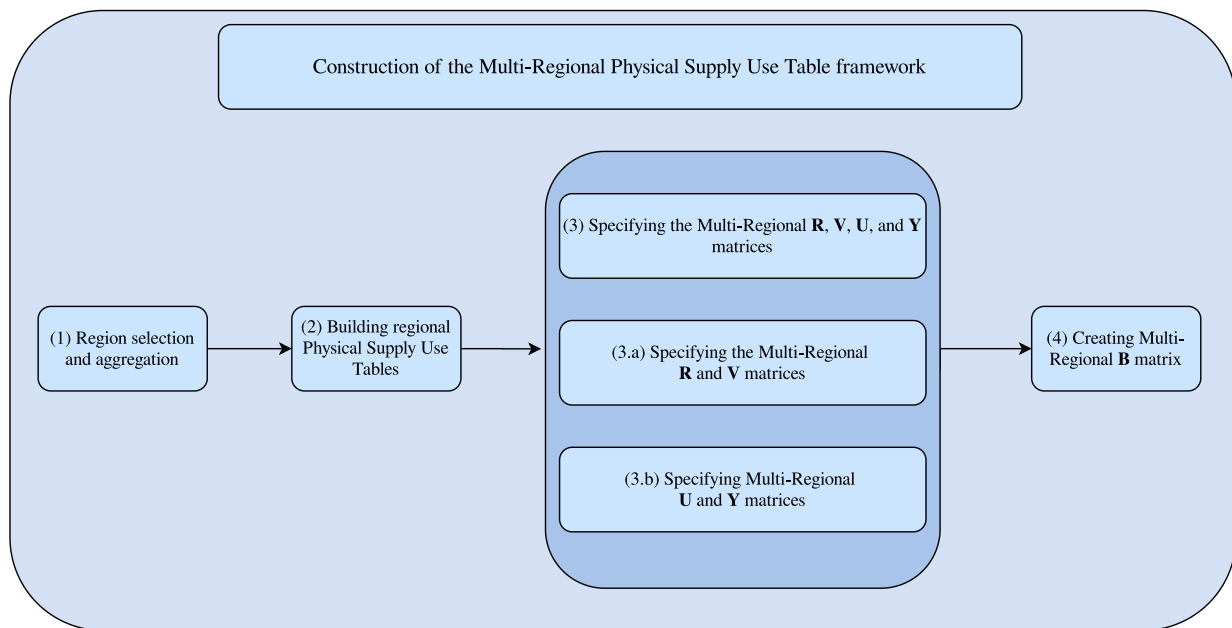 Construction of the Multi-Regional Physical Supply Use Table framework
(1) Region selection
and aggregation
(2) Building regional
Physical Supply Use
Tables
(3) Specifying the Multi-Regional R, V, U, and Y
matrices
(3.a) Specifying the Multi-Regional
R and V matrices
(3.b) Specifying Multi-Regional
U and Y matrices
(4) Creating Multi-
Regional B matrix